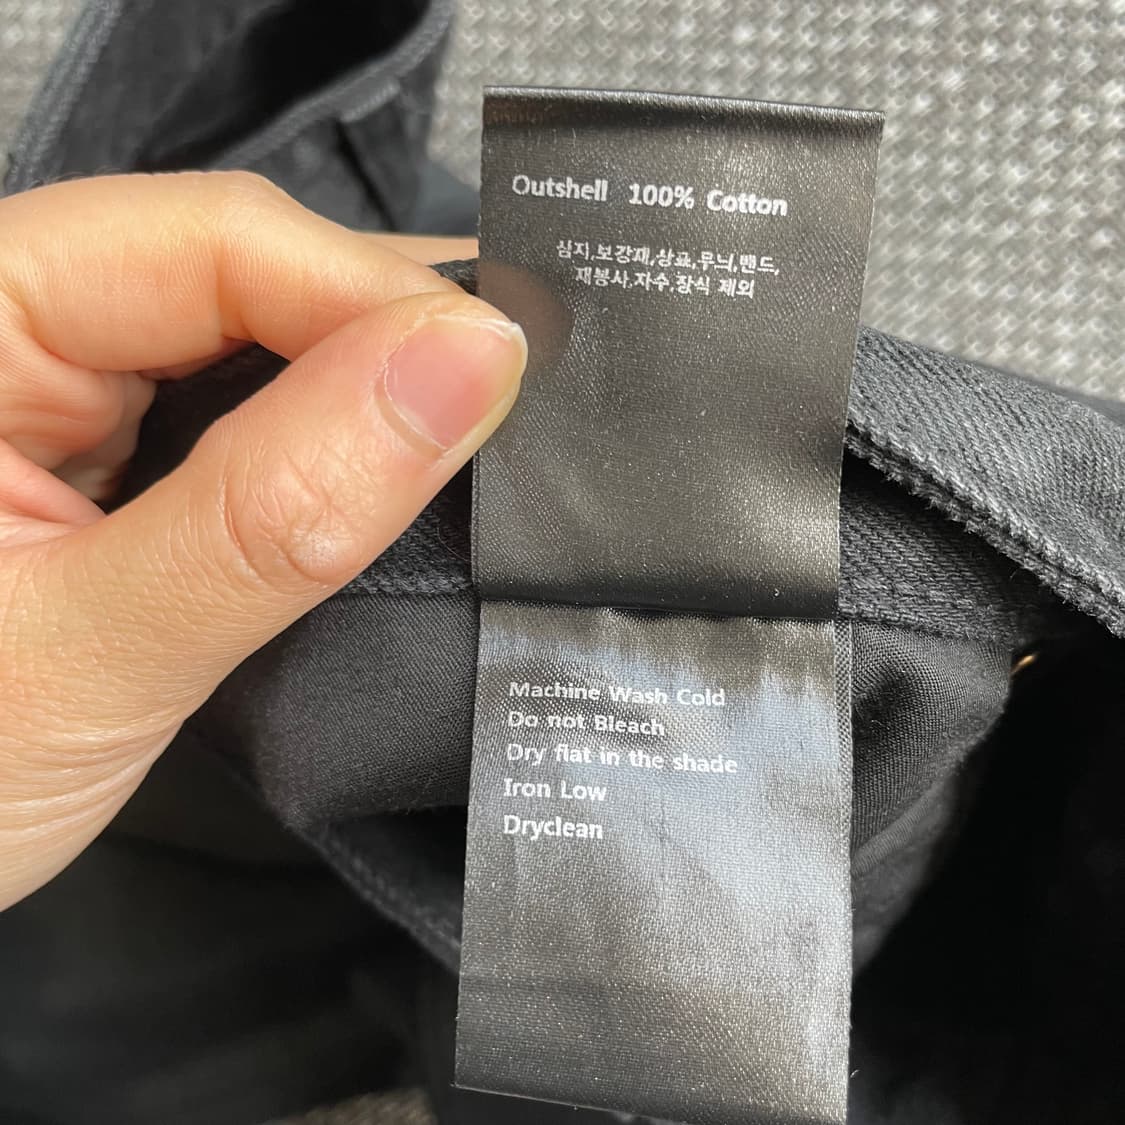 Outshell 100% Cotton
심지,보강재,상표,무늬,밴드,
재봉사,자수,장식 제외
Machine Wash Cold
Do not Bleach
Dry flat in the shade
Iron Low
Dryclean